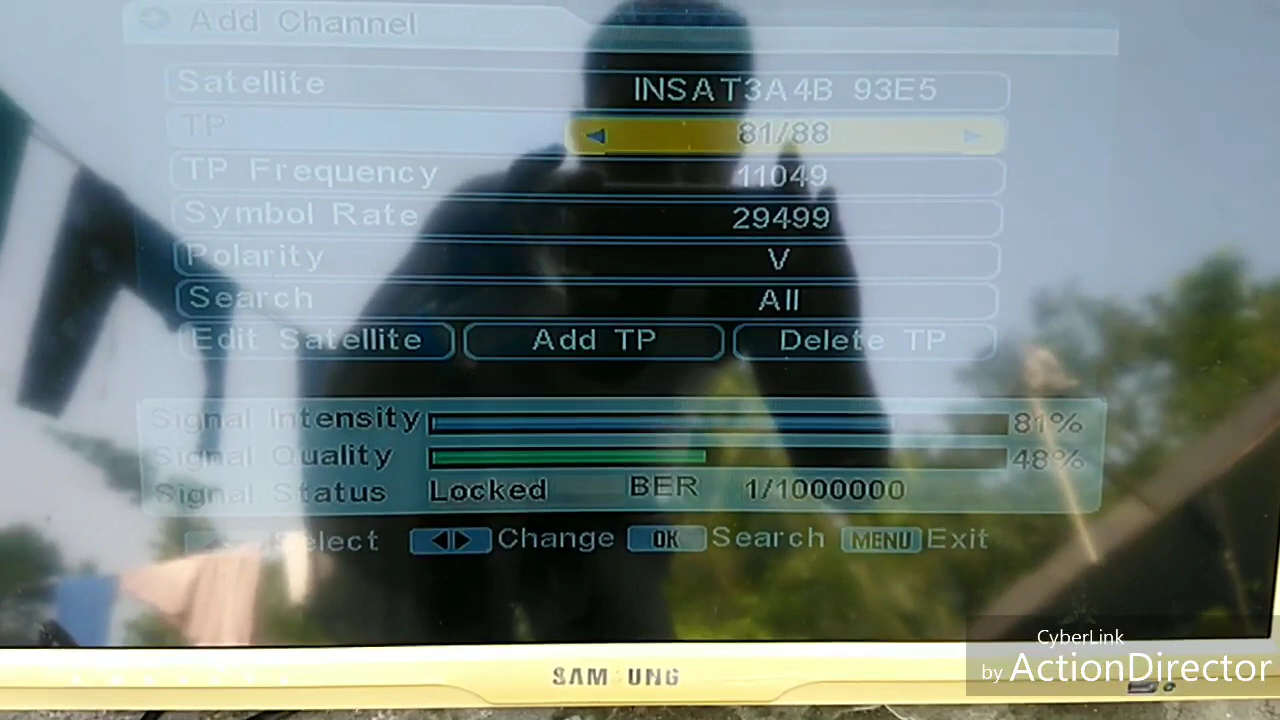 Add Channel
Satellite INSAT3A4B 93E5
TP 81/88
TP Frequency 11049
Symbol Rate 29499
Polarity V
Search All
Edit Satellite Add TP Delete TP
Signal Intensity 81%
Signal Quality 48%
Signal Status Locked BER 1/1000000
Select Change OK Search MENU Exit
CyberLink
by ActionDirector
SAMSUNG